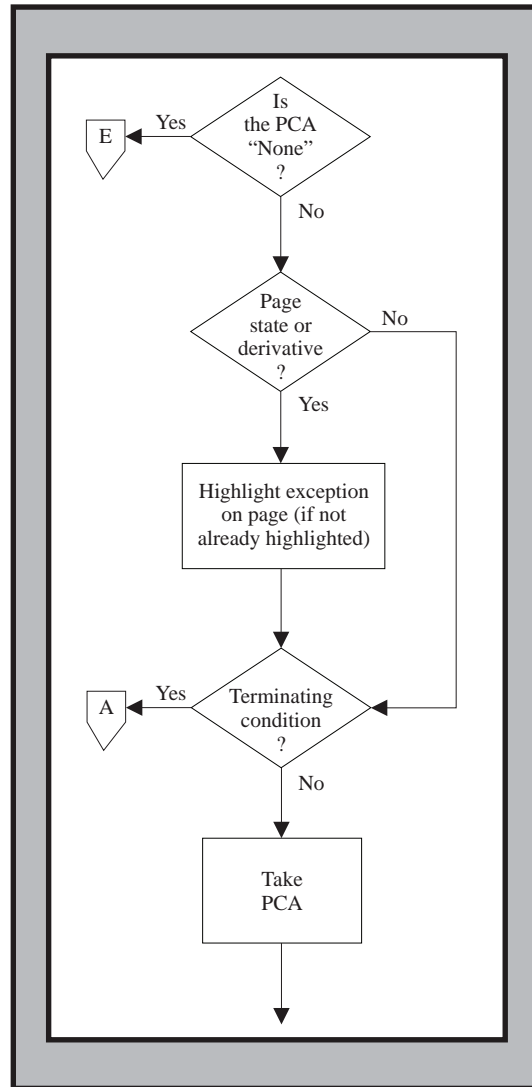 Is
the PCA
“None”
?
Yes
E
No
Page
state or
derivative
?
No
Yes
Highlight exception
on page (if not
already highlighted)
Terminating
condition
?
Yes
A
No
Take
PCA